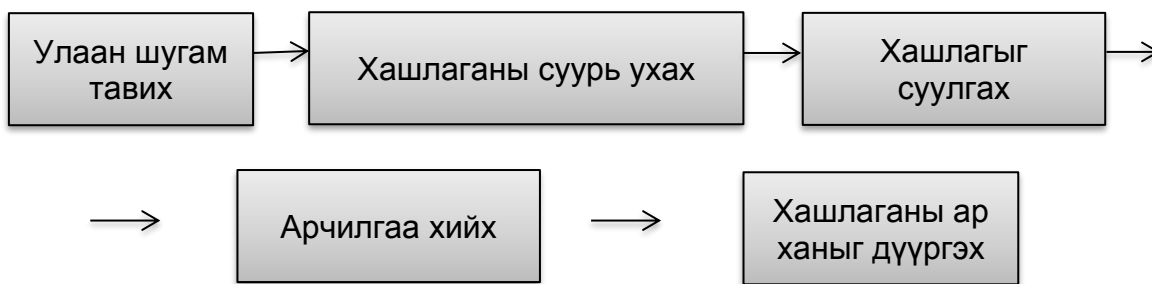 Улаан шугам
тавих
Хашлаганы суурь ухах
Хашлагыг
суулгах
Арчилгаа хийх
Хашлаганы ар
ханыг дүүргэх